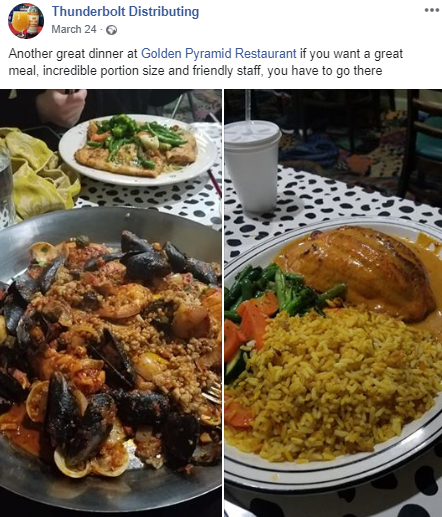 Thunderbolt Distributing
March 24
Another great dinner at Golden Pyramid Restaurant if you want a great
meal, incredible portion size and friendly staff, you have to go there